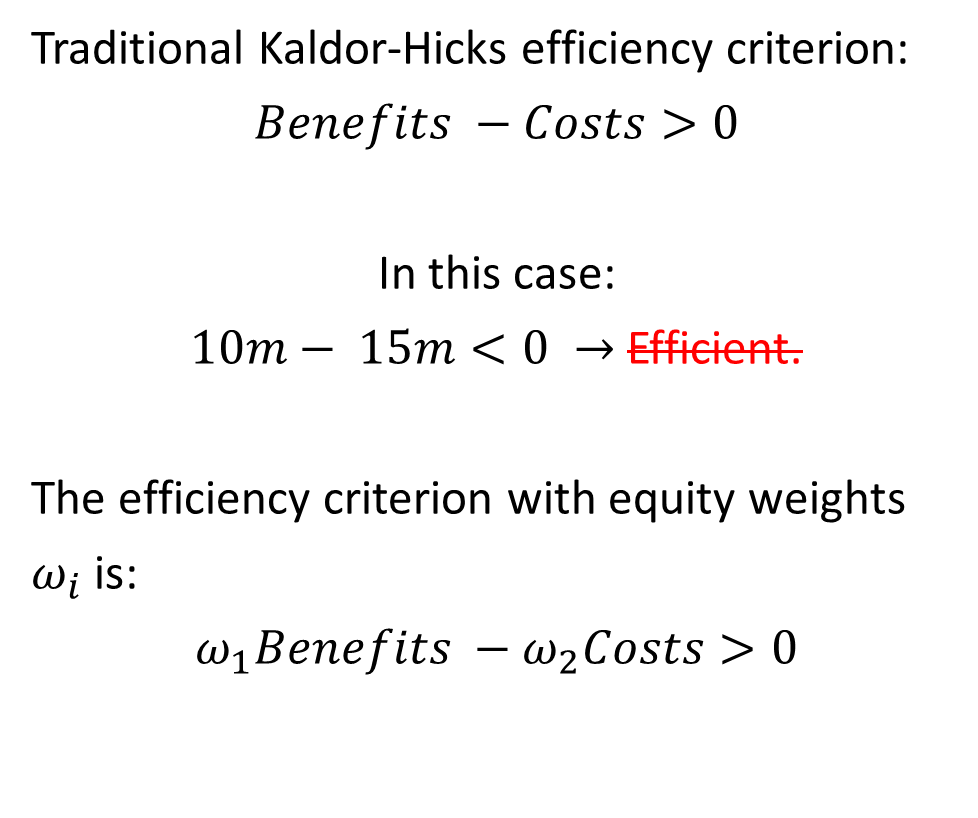 Traditional Kaldor-Hicks efficiency criterion:
𝐵𝑒𝑛𝑒𝑓𝑖𝑡𝑠 − 𝐶𝑜𝑠𝑡𝑠 > 0
In this case:
10𝑚 − 15𝑚 < 0 → Efficient.
The efficiency criterion with equity weights
𝜔ᵢ is:
𝜔₁𝐵𝑒𝑛𝑒𝑓𝑖𝑡𝑠 − 𝜔₂𝐶𝑜𝑠𝑡𝑠 > 0